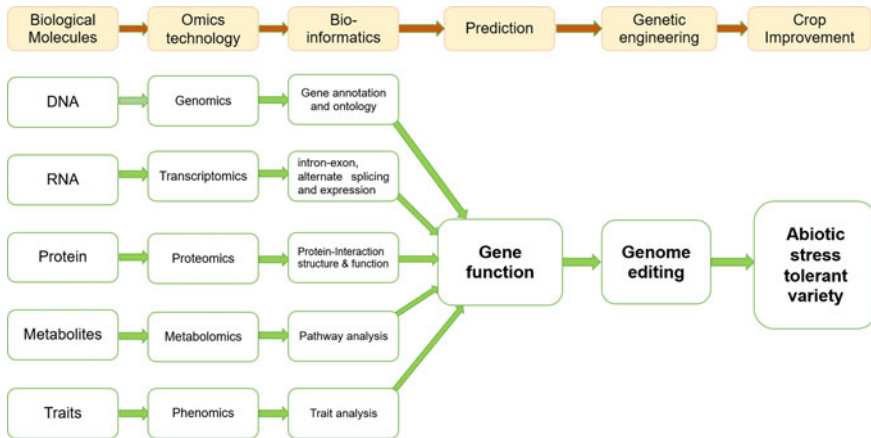 Biological
Molecules
Omics
technology
Bio-
informatics
Prediction
Genetic
engineering
Crop
Improvement
DNA
Genomics
Gene annotation
and ontology
RNA
Transcriptomics
intron-exon,
alternate splicing
and expression
Protein
Proteomics
Protein-Interaction
structure & function
Metabolites
Metabolomics
Pathway analysis
Traits
Phenomics
Trait analysis
Gene
function
Genome
editing
Abiotic
stress
tolerant
variety